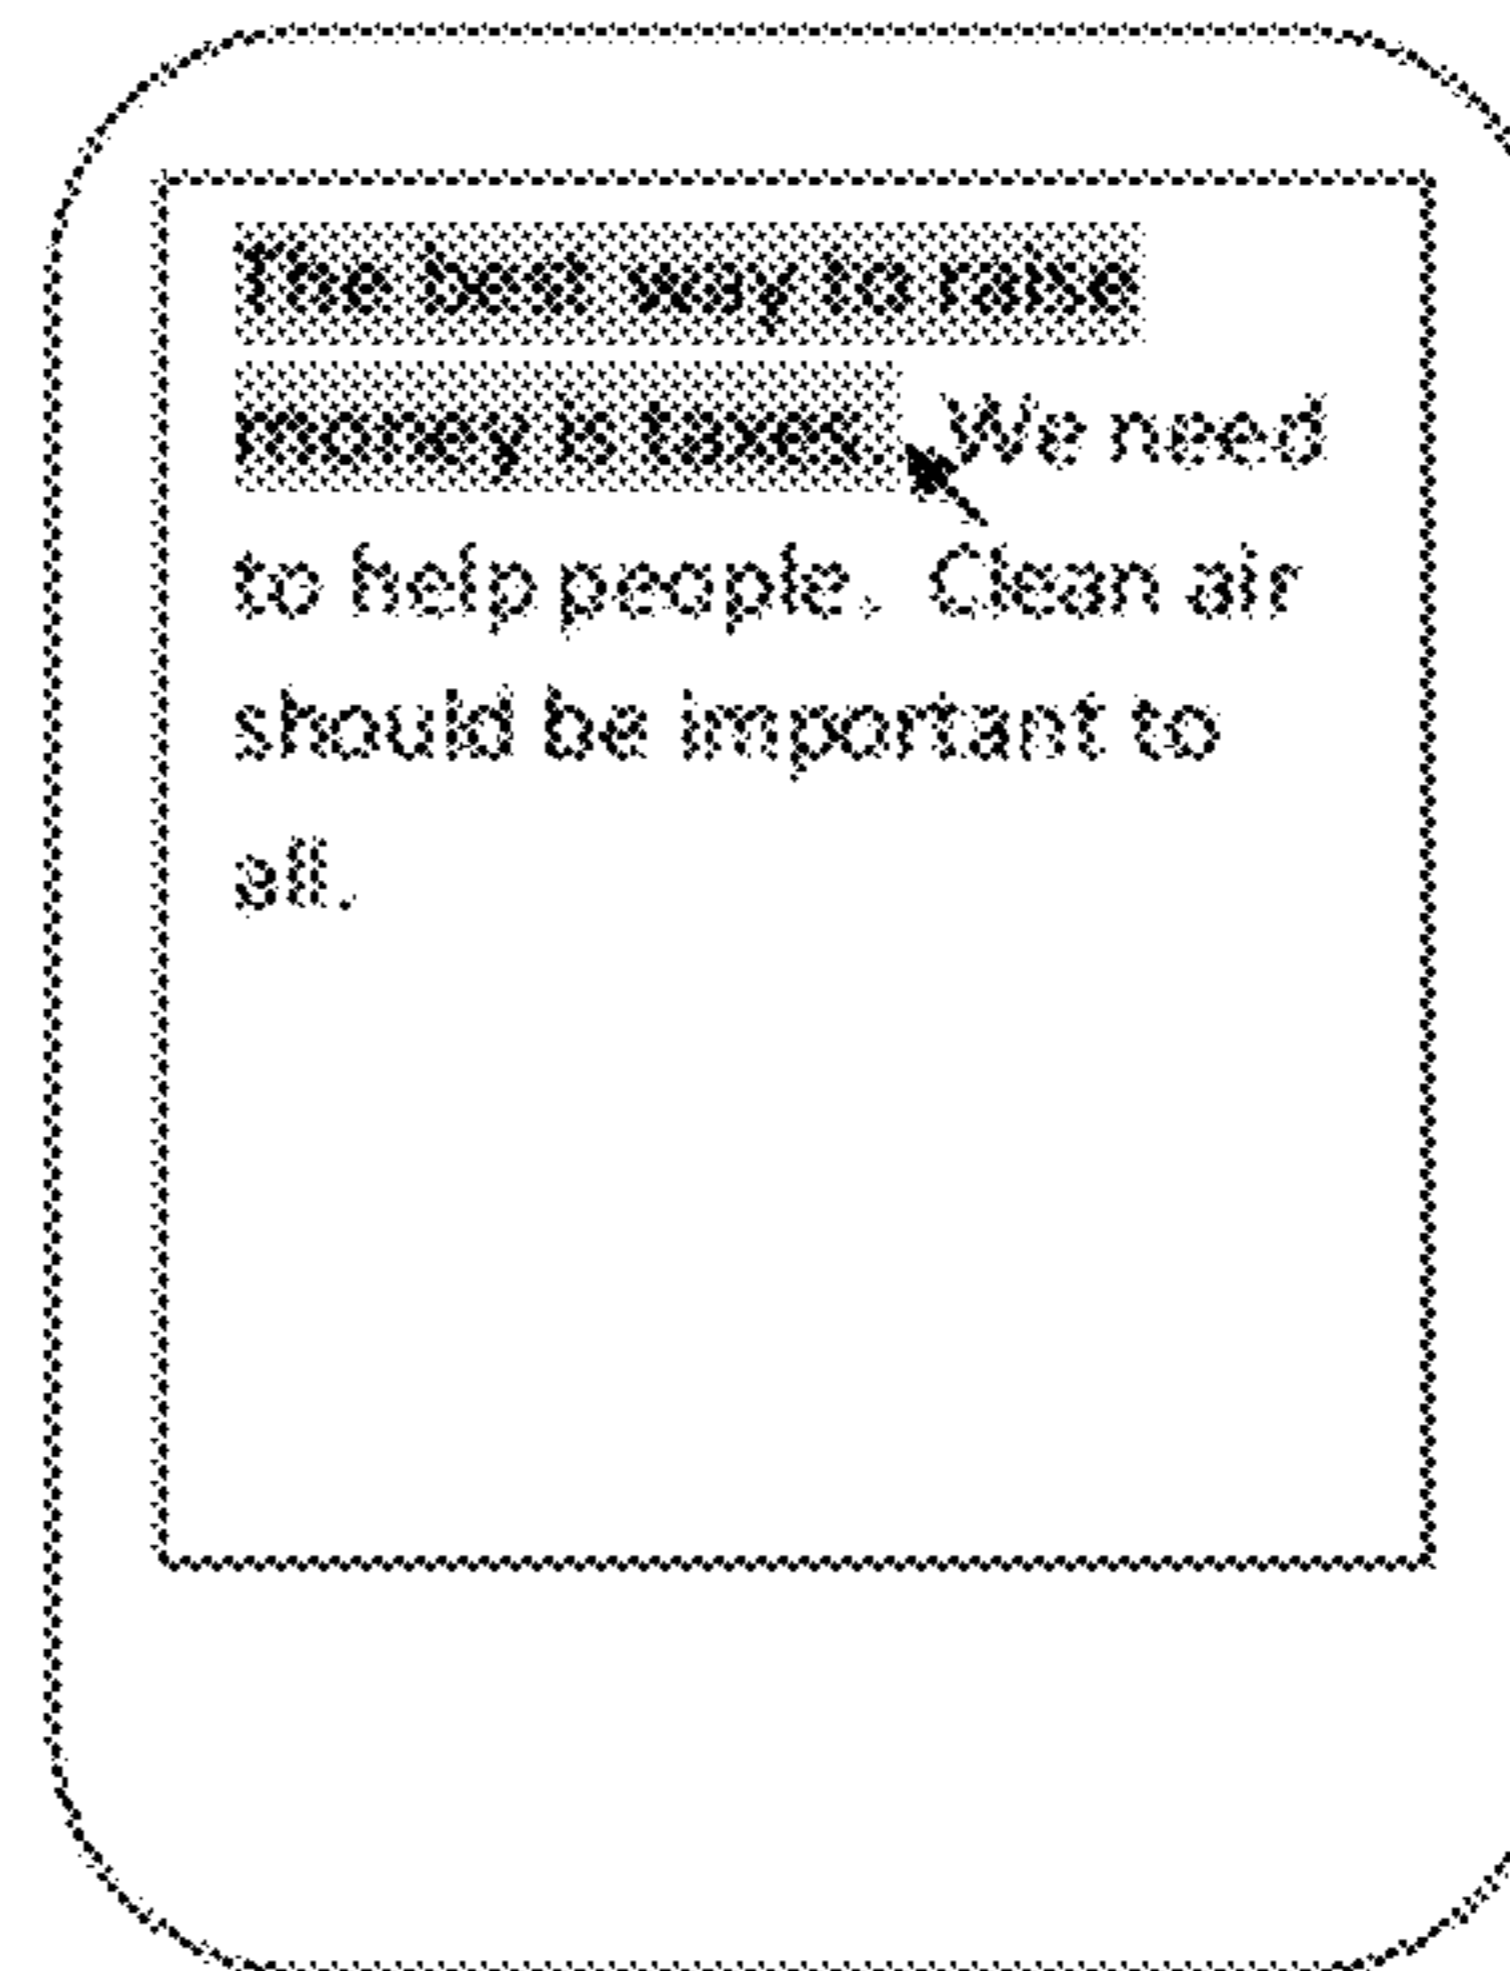 The best way to raise
money is taxes. We need
to help people. Clean air
should be important to
all.